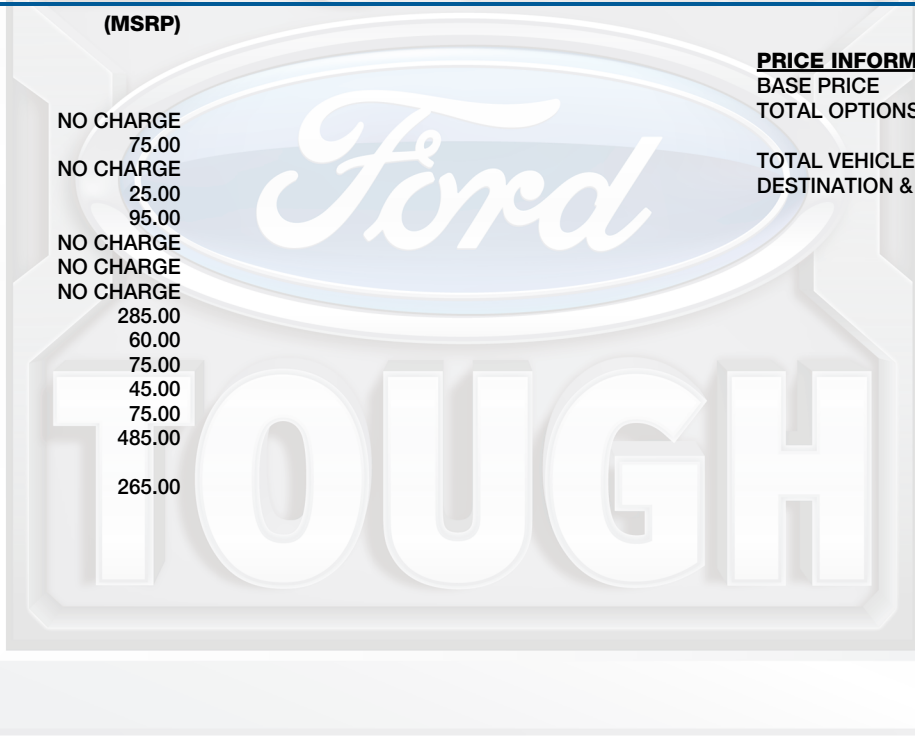 (MSRP)
PRICE INFORM
BASE PRICE
TOTAL OPTIONS
NO CHARGE
75.00
NO CHARGE
25.00
95.00
NO CHARGE
NO CHARGE
NO CHARGE
285.00
60.00
75.00
45.00
75.00
485.00
265.00
TOTAL VEHICLE
DESTINATION &
Ford
TOUGH